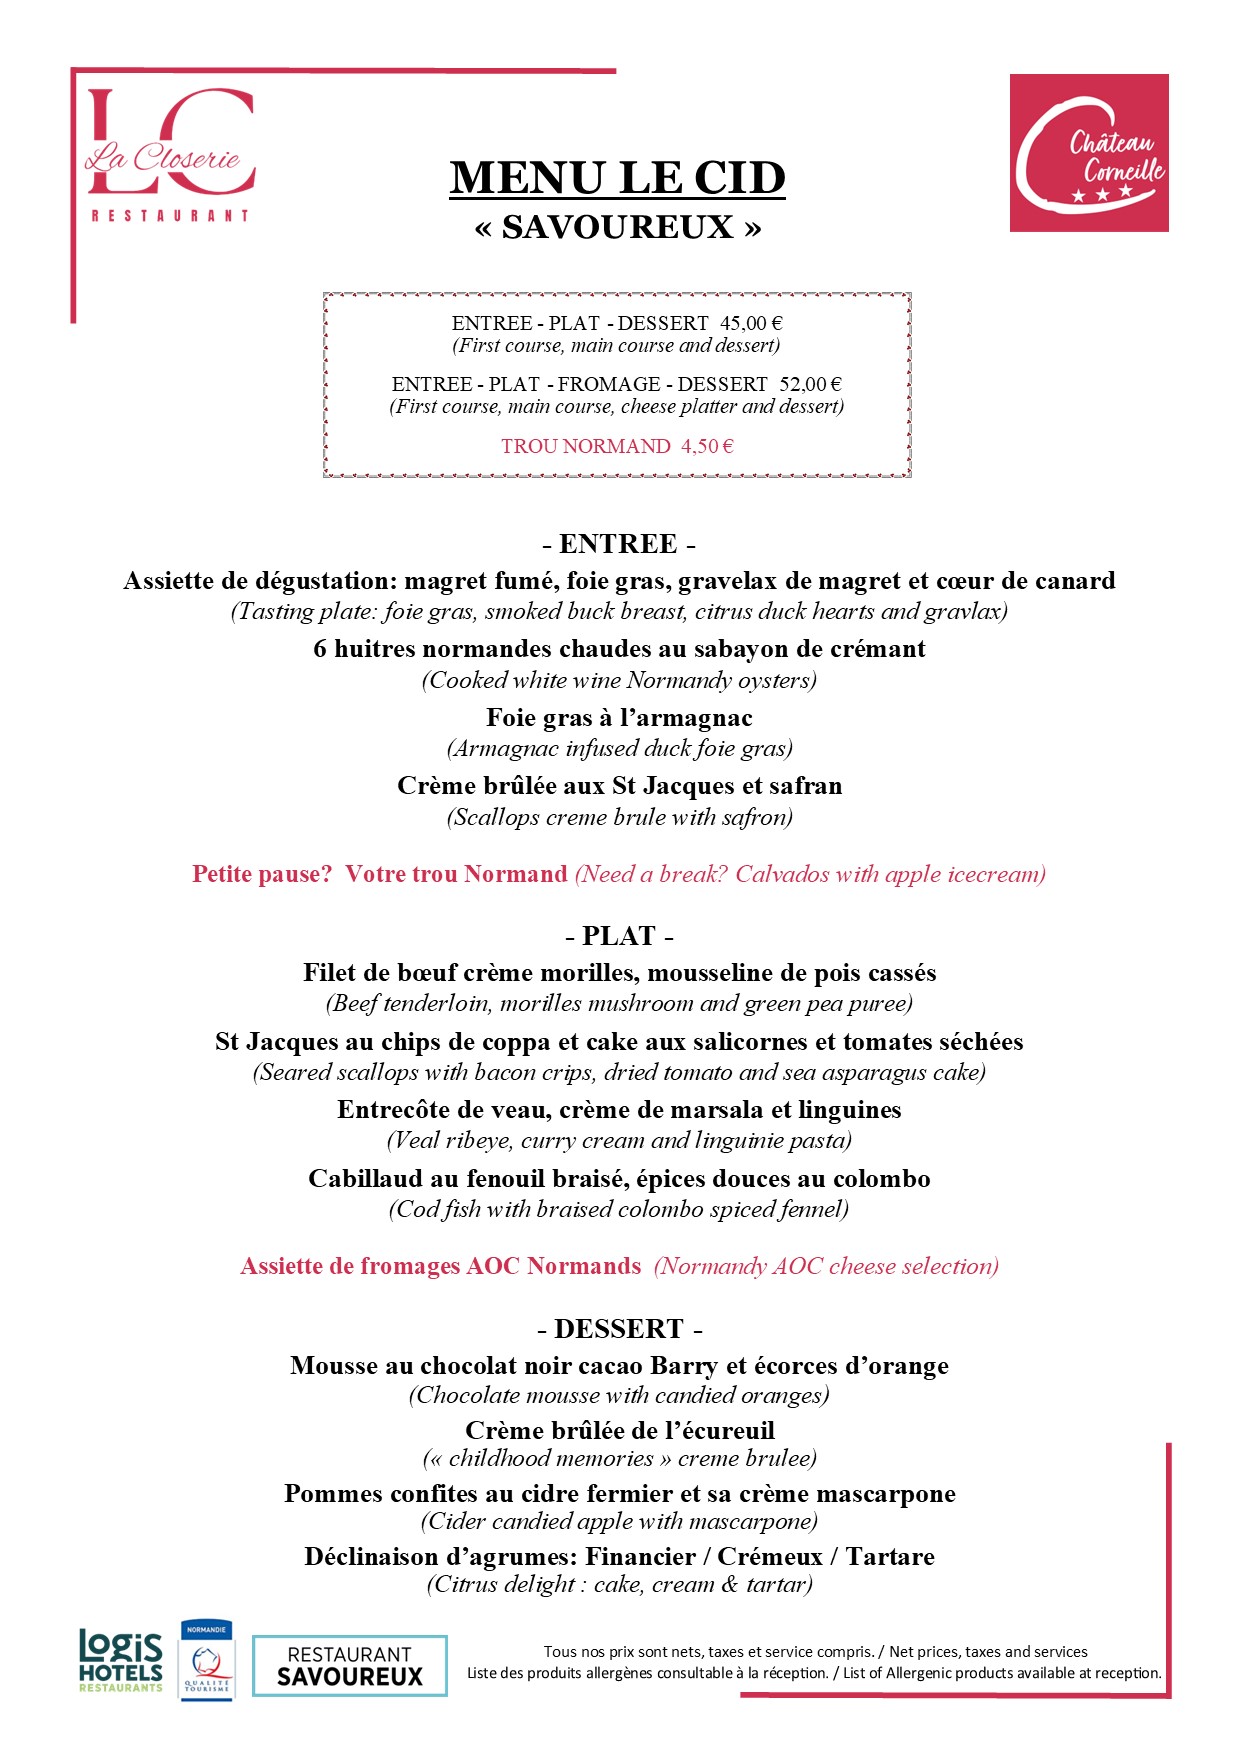 LC
La Closerie
RESTAURANT
Château
Corneille
MENU LE CID
« SAVOUREUX »
ENTREE - PLAT - DESSERT 45,00 €
(First course, main course and dessert)
ENTREE - PLAT - FROMAGE - DESSERT 52,00 €
(First course, main course, cheese platter and dessert)
TROU NORMAND 4,50 €
- ENTREE -
Assiette de dégustation: magret fumé, foie gras, gravelax de magret et cœur de canard
(Tasting plate: foie gras, smoked buck breast, citrus duck hearts and gravlax)
6 huitres normandes chaudes au sabayon de crémant
(Cooked white wine Normandy oysters)
Foie gras à l’armagnac
(Armagnac infused duck foie gras)
Crème brûlée aux St Jacques et safran
(Scallops creme brule with safron)
Petite pause? Votre trou Normand (Need a break? Calvados with apple icecream)
- PLAT -
Filet de bœuf crème morilles, mousseline de pois cassés
(Beef tenderloin, morilles mushroom and green pea puree)
St Jacques au chips de coppa et cake aux salicornes et tomates séchées
(Seared scallops with bacon crips, dried tomato and sea asparagus cake)
Entrecôte de veau, crème de marsala et linguines
(Veal ribeye, curry cream and linguinie pasta)
Cabillaud au fenouil braisé, épices douces au colombo
(Cod fish with braised colombo spiced fennel)
Assiette de fromages AOC Normands (Normandy AOC cheese selection)
- DESSERT -
Mousse au chocolat noir cacao Barry et écorces d’orange
(Chocolate mousse with candied oranges)
Crème brûlée de l’écureuil
(« childhood memories » creme brulee)
Pommes confites au cidre fermier et sa crème mascarpone
(Cider candied apple with mascarpone)
Déclinaison d’agrumes: Financier / Crémeux / Tartare
(Citrus delight : cake, cream & tartar)
LOGIS
HOTELS
RESTAURANTS
NORMANDIE
QUALITÉ
TOURISME
RESTAURANT
SAVOUREUX
Tous nos prix sont nets, taxes et service compris. / Net prices, taxes and services
Liste des produits allergènes consultable à la réception. / List of Allergenic products available at reception.